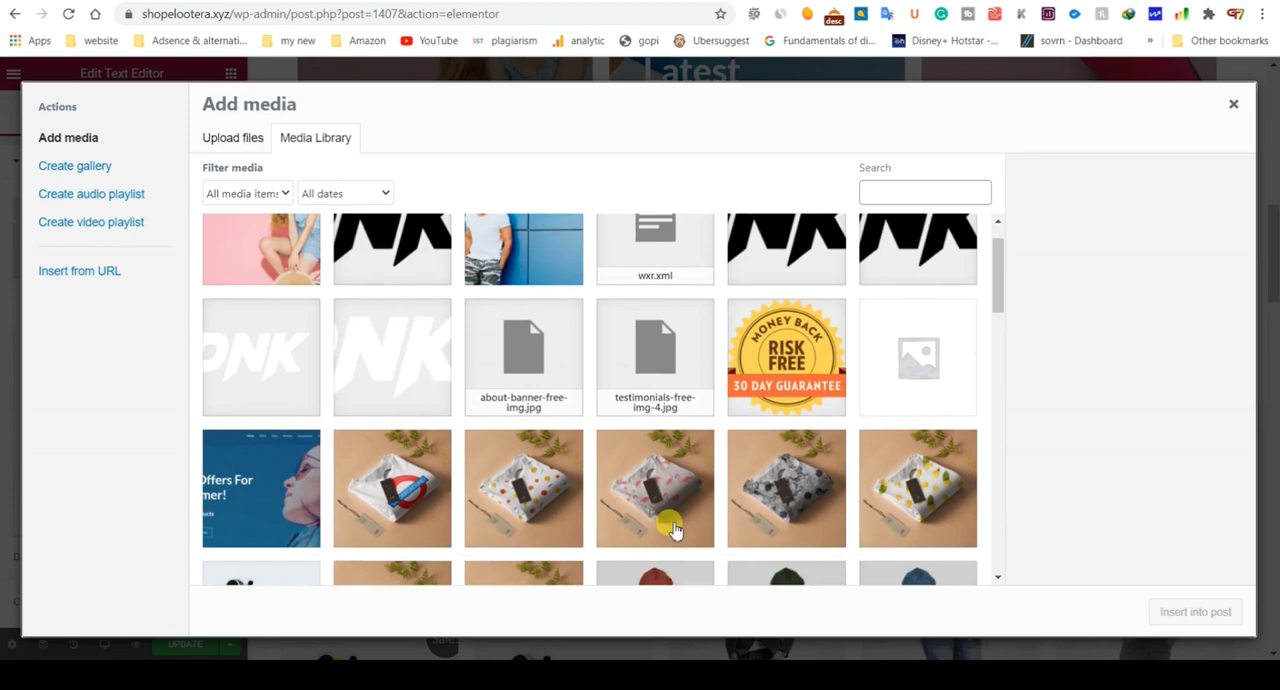 shopelootera.xyz/wp-admin/post.php?post=1407&action=elementor
desc
Apps
website
Adsence & alternati...
my new
Amazon
YouTube
plagiarism
analytic
gopi
Ubersuggest
Fundamentals of di...
Disney+ Hotstar -...
sovrn - Dashboard
»
Other bookmarks
Edit Text Editor
atest
Actions
Add media
Create gallery
Create audio playlist
Create video playlist
Insert from URL
Add media
Upload files
Media Library
Filter media
Search
All media items
All dates
wxr.xml
about-banner-free-
img.jpg
testimonials-free-
img-4.jpg
MONEY BACK
RISK
FREE
30 DAY GUARANTEE
Offers For
mer!
Insert into post
UPDATE